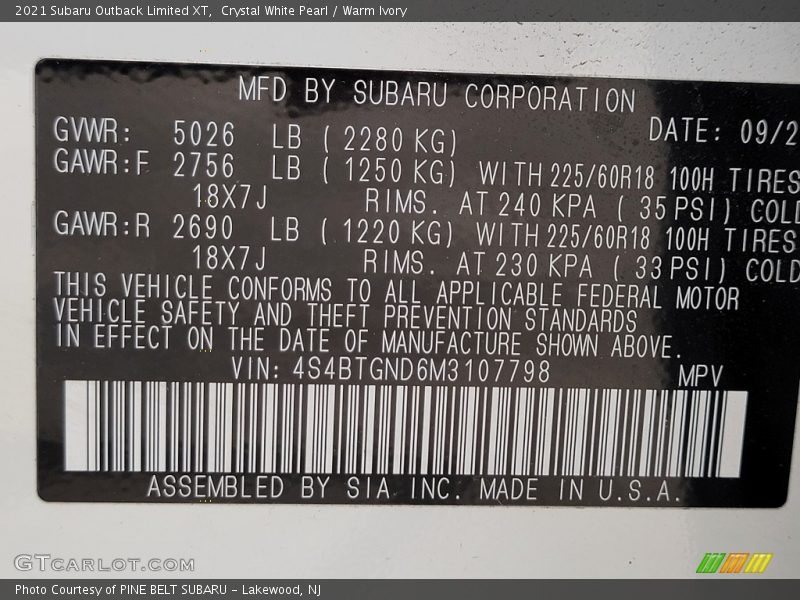 2021 Subaru Outback Limited XT, Crystal White Pearl / Warm Ivory
MFD BY SUBARU CORPORATION
GVWR: 5026 LB ( 2280 KG) DATE: 09/2
GAWR:F 2756 LB ( 1250 KG) WITH 225/60R18 100H TIRES
18X7J RIMS. AT 240 KPA ( 35 PSI) COLD
GAWR:R 2690 LB ( 1220 KG) WITH 225/60R18 100H TIRES
18X7J RIMS. AT 230 KPA ( 33 PSI) COLD
THIS VEHICLE CONFORMS TO ALL APPLICABLE FEDERAL MOTOR
VEHICLE SAFETY AND THEFT PREVENTION STANDARDS
IN EFFECT ON THE DATE OF MANUFACTURE SHOWN ABOVE.
VIN: 4S4BTGND6M3107798 MPV
ASSEMBLED BY SIA INC. MADE IN U.S.A.
GTCARLOT.COM
Photo Courtesy of PINE BELT SUBARU - Lakewood, NJ